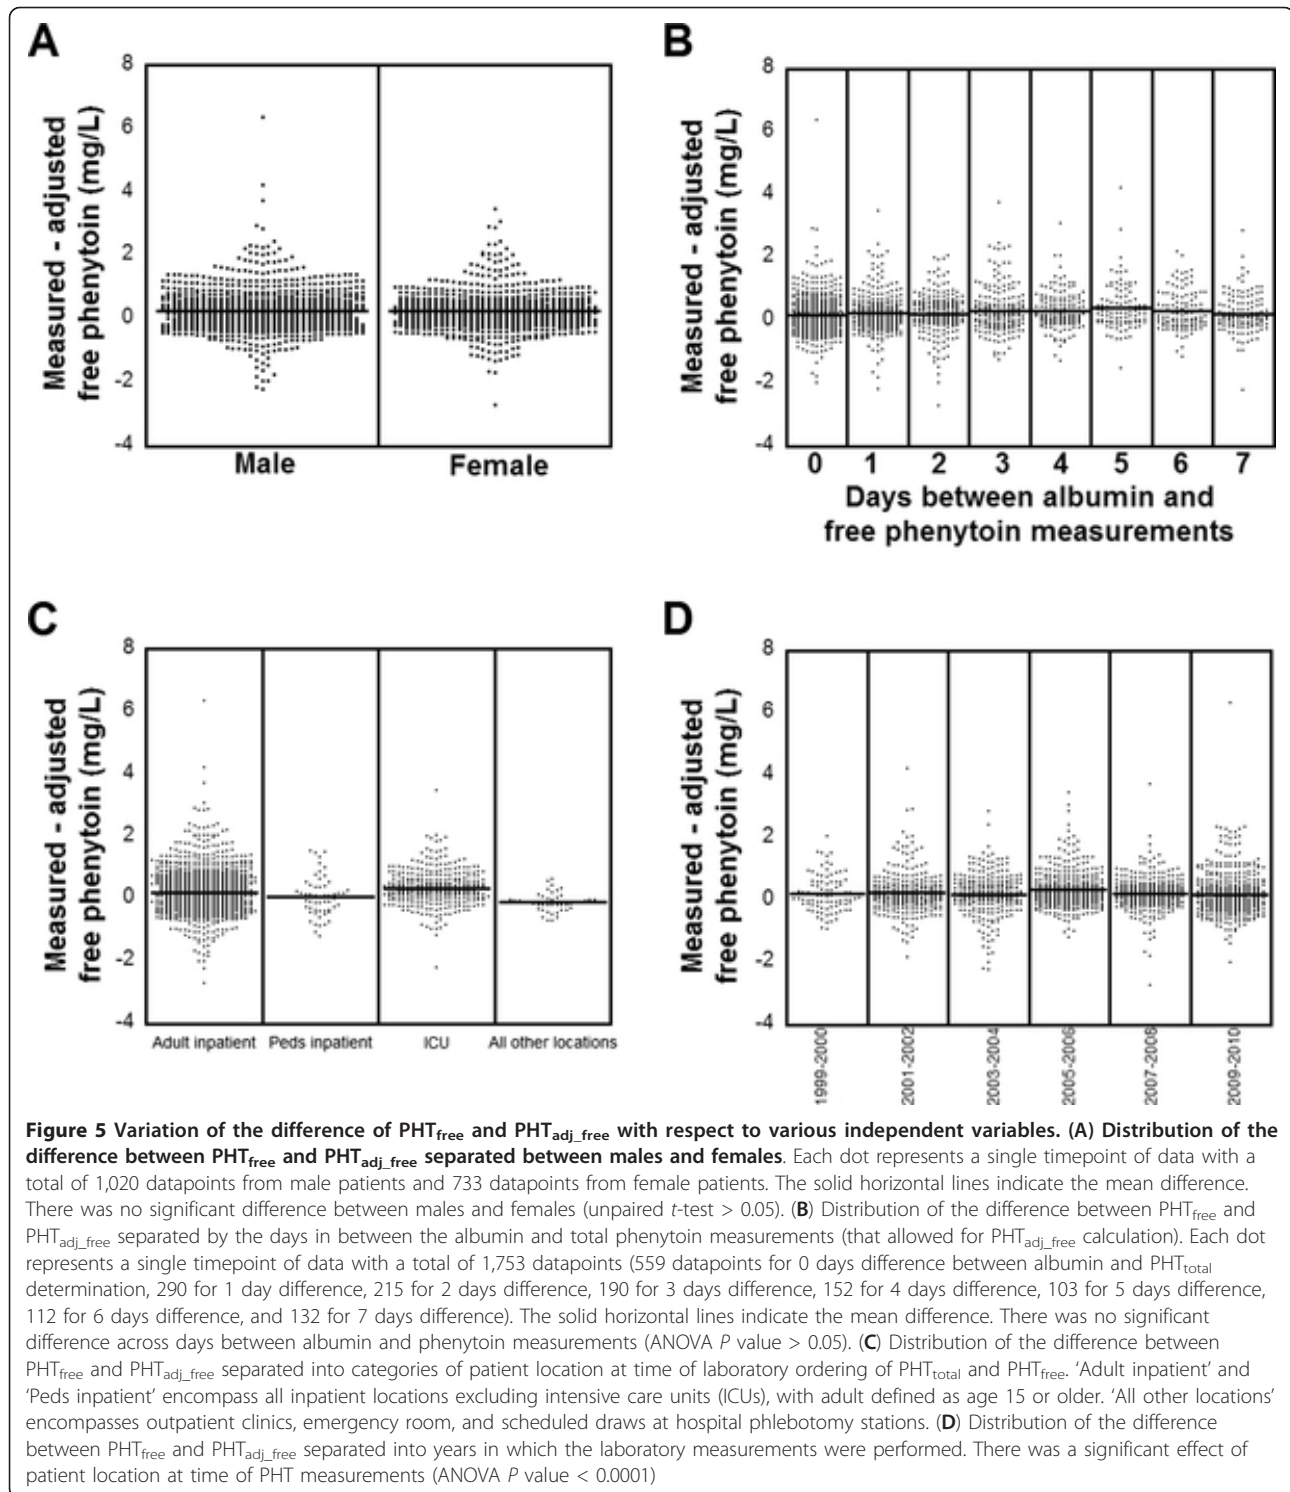 A
8
6
4
2
0
-2
-4
Measured - adjusted
free phenytoin (mg/L)
Male
Female
B
8
6
4
2
0
-2
-4
Measured - adjusted
free phenytoin (mg/L)
0 1 2 3 4 5 6 7
Days between albumin and
free phenytoin measurements
C
8
6
4
2
0
-2
-4
Measured - adjusted
free phenytoin (mg/L)
Adult inpatient
Peds inpatient
ICU
All other locations
D
8
6
4
2
0
-2
-4
Measured - adjusted
free phenytoin (mg/L)
1999-2000
2001-2002
2003-2004
2005-2006
2007-2008
2009-2010
Figure 5 Variation of the difference of PHTfree and PHTadj_free with respect to various independent variables. (A) Distribution of the
difference between PHTfree and PHTadj_free separated between males and females. Each dot represents a single timepoint of data with a
total of 1,020 datapoints from male patients and 733 datapoints from female patients. The solid horizontal lines indicate the mean difference.
There was no significant difference between males and females (unpaired t-test > 0.05). (B) Distribution of the difference between PHTfree and
PHTadj_free separated by the days in between the albumin and total phenytoin measurements (that allowed for PHTadj_free calculation). Each dot
represents a single timepoint of data with a total of 1,753 datapoints (559 datapoints for 0 days difference between albumin and PHTtotal
determination, 290 for 1 day difference, 215 for 2 days difference, 190 for 3 days difference, 152 for 4 days difference, 103 for 5 days difference,
112 for 6 days difference, and 132 for 7 days difference). The solid horizontal lines indicate the mean difference. There was no significant
difference across days between albumin and phenytoin measurements (ANOVA P value > 0.05). (C) Distribution of the difference between
PHTfree and PHTadj_free separated into categories of patient location at time of laboratory ordering of PHTtotal and PHTfree. 'Adult inpatient' and
'Peds inpatient' encompass all inpatient locations excluding intensive care units (ICUs), with adult defined as age 15 or older. 'All other locations'
encompasses outpatient clinics, emergency room, and scheduled draws at hospital phlebotomy stations. (D) Distribution of the difference
between PHTfree and PHTadj_free separated into years in which the laboratory measurements were performed. There was a significant effect of
patient location at time of PHT measurements (ANOVA P value < 0.0001)